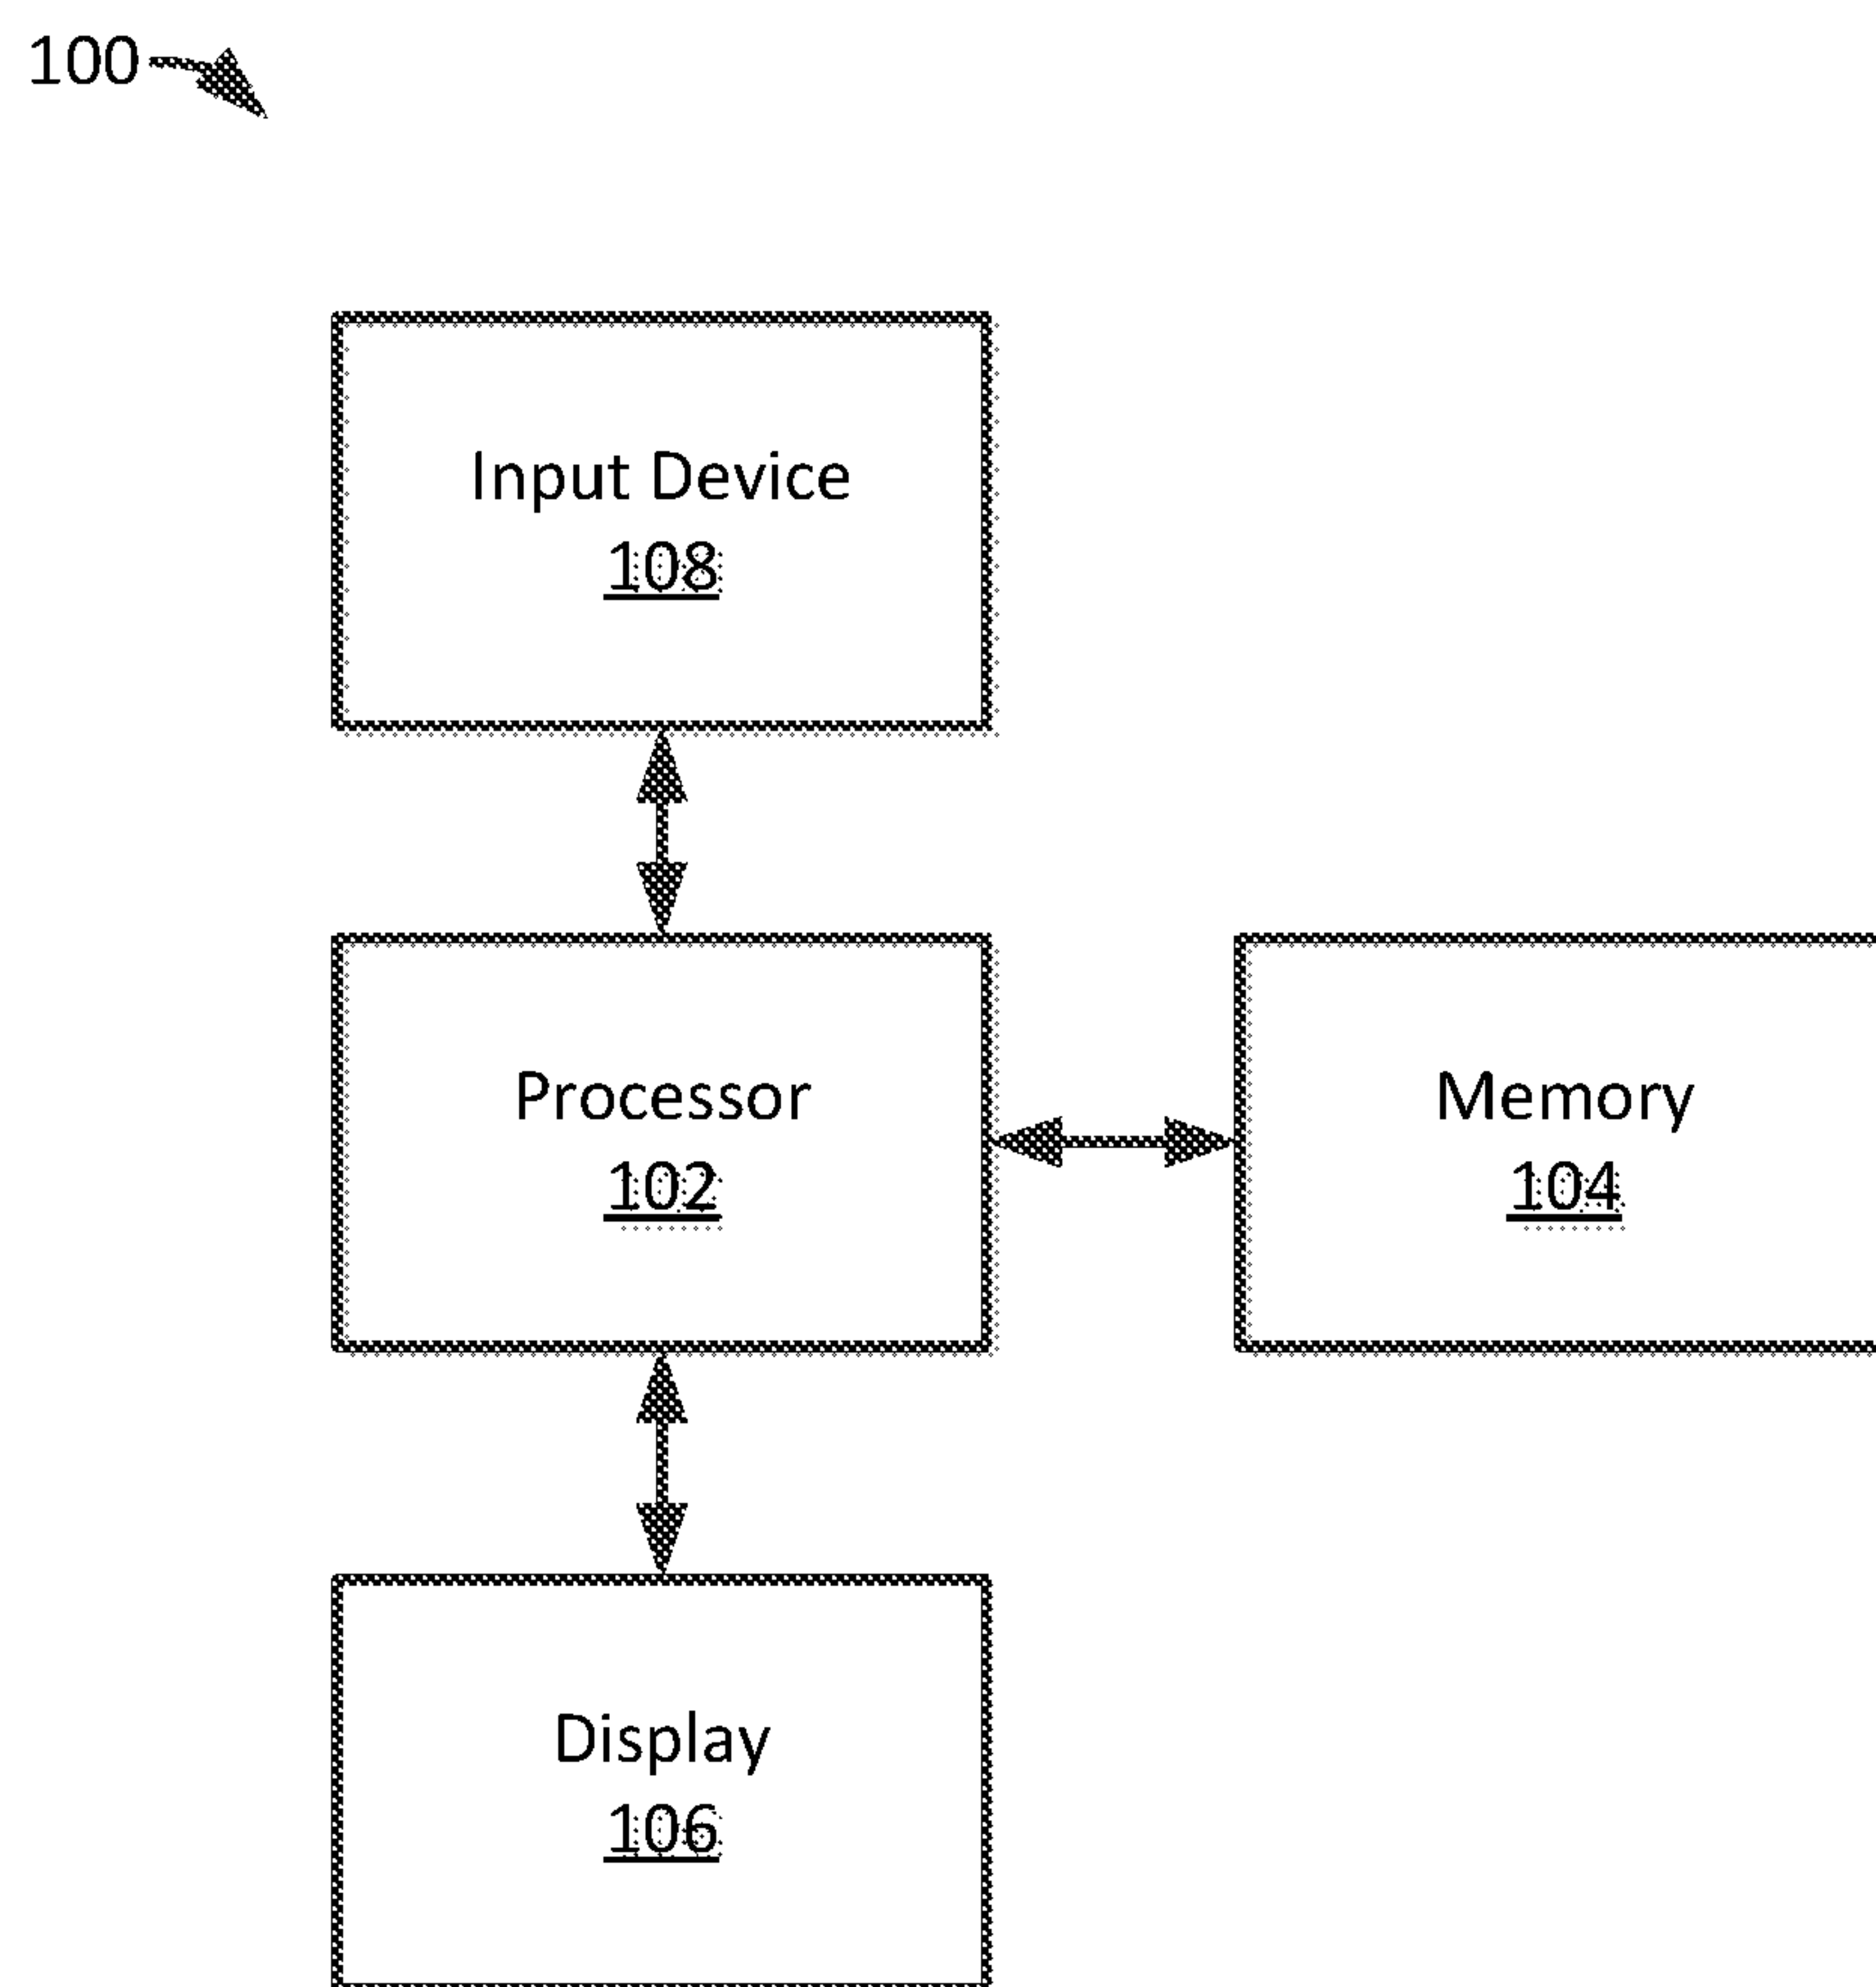 100
Input Device
108
Processor
102
Memory
104
Display
106